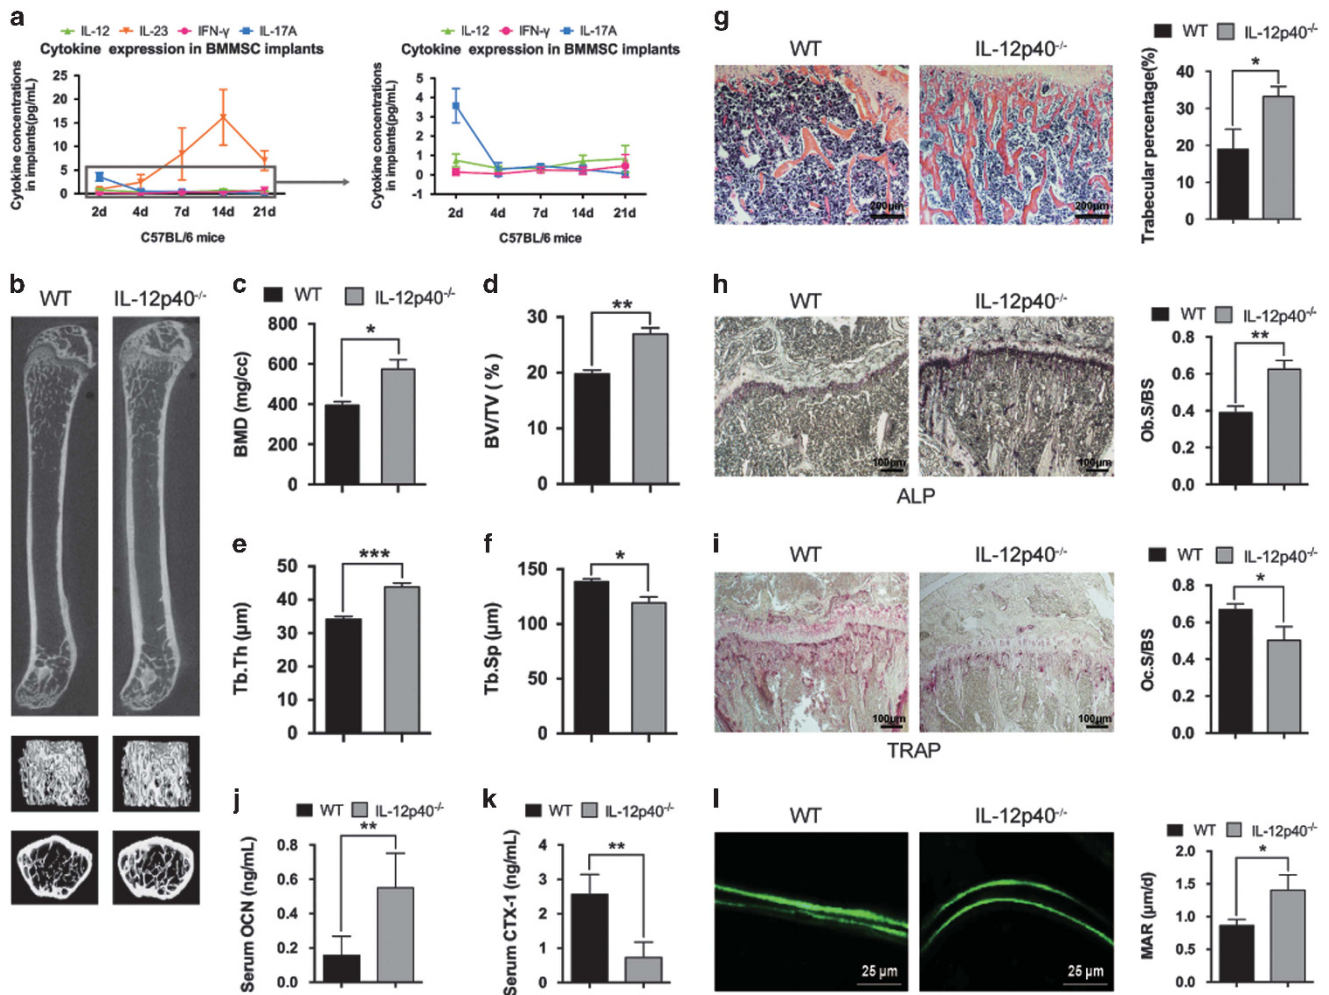 a
IL-12 IL-23 IFN-γ IL-17A
Cytokine expression in BMMSC implants
Cytokine concentrations
in implants(pg/mL)
25
20
15
10
5
0
2d 4d 7d 14d 21d
C57BL/6 mice
IL-12 IFN-γ IL-17A
Cytokine expression in BMMSC implants
Cytokine concentrations
in implants(pg/mL)
5
4
3
2
1
0
-1
2d 4d 7d 14d 21d
C57BL/6 mice
b
WT IL-12p40-/-
c
WT IL-12p40-/-
BMD (mg/cc)
800
600
400
200
0
*
d
BV/TV ( % )
30
20
10
0
**
e
Tb.Th (µm)
50
40
30
20
10
0
***
f
Tb.Sp (µm)
150
100
50
0
*
g
WT IL-12p40-/-
200µm 200µm
WT IL-12p40-/-
Trabecular percentage(%)
40
30
20
10
0
*
h
WT IL-12p40-/-
100µm 100µm
ALP
WT IL-12p40-/-
Ob.S/BS
0.8
0.6
0.4
0.2
0.0
**
i
WT IL-12p40-/-
100µm 100µm
TRAP
WT IL-12p40-/-
Oc.S/BS
0.8
0.6
0.4
0.2
0.0
*
j
WT IL-12p40-/-
Serum OCN (ng/mL)
0.8
0.6
0.4
0.2
0.0
**
k
WT IL-12p40-/-
Serum CTX-1 (ng/mL)
4
3
2
1
0
**
l
WT IL-12p40-/-
25 µm 25 µm
WT IL-12p40-/-
MAR (µm/d)
2.0
1.5
1.0
0.5
0.0
*